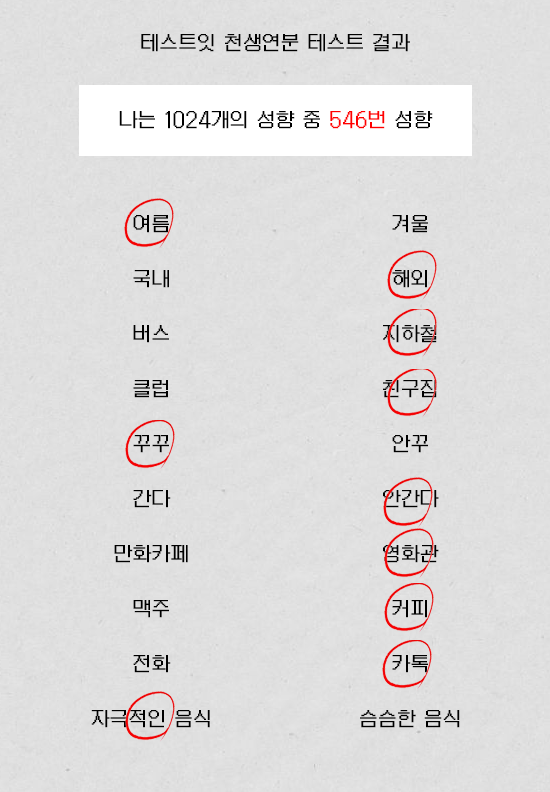 테스트잇 천생연분 테스트 결과
나는 1024개의 성향 중 546번 성향
여름 겨울
국내 해외
버스 지하철
클럽 친구집
꾸꾸 안꾸
간다 안간다
만화카페 영화관
맥주 커피
전화 카톡
자극적인 음식 슴슴한 음식